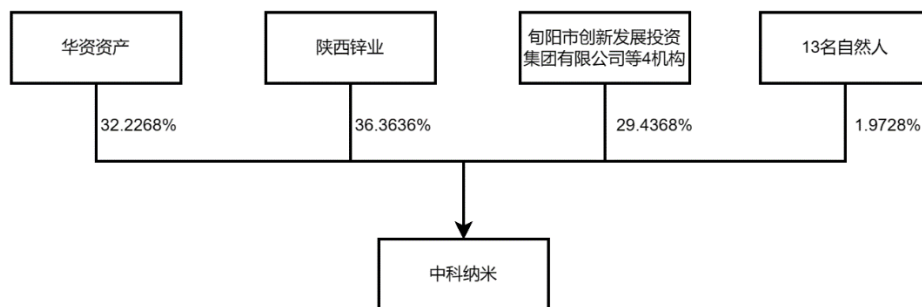 华资资产
陕西锌业
旬阳市创新发展投资
集团有限公司等4机构
13名自然人
32.2268%
36.3636%
29.4368%
1.9728%
中科纳米